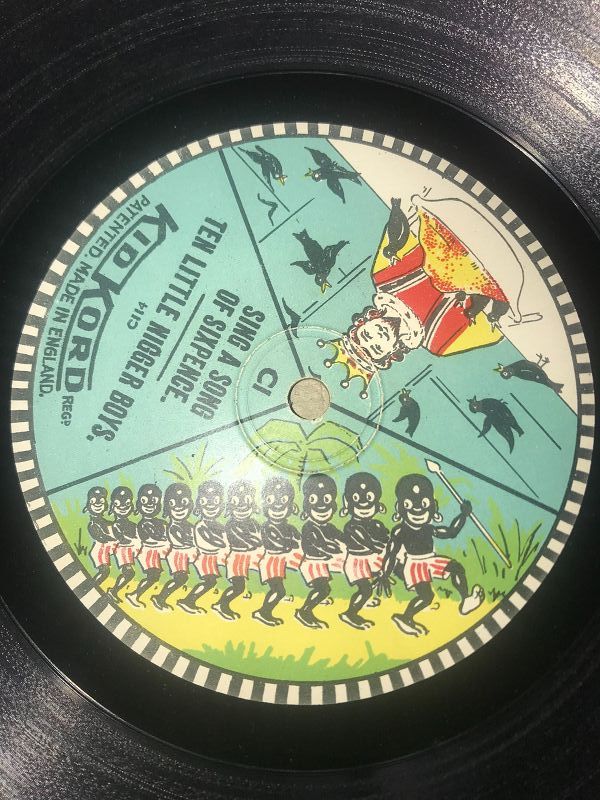 SING A SONG
OF SIXPENCE.
TEN LITTLE NIGGER BOYS.
C1
C114
KID KORD
REGD
PATENTED. MADE IN ENGLAND.